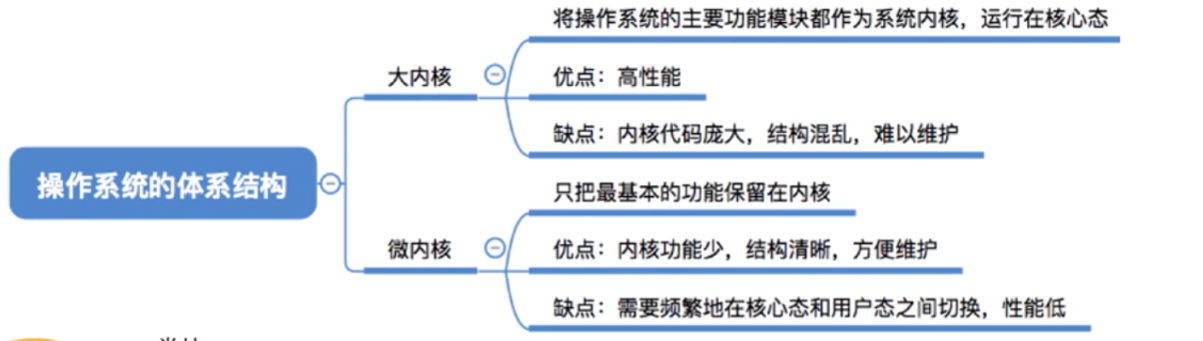 将操作系统的主要功能模块都作为系统内核，运行在核心态
大内核
优点：高性能
缺点：内核代码庞大，结构混乱，难以维护
操作系统的体系结构
只把最基本的功能保留在内核
微内核
优点：内核功能少，结构清晰，方便维护
缺点：需要频繁地在核心态和用户态之间切换，性能低